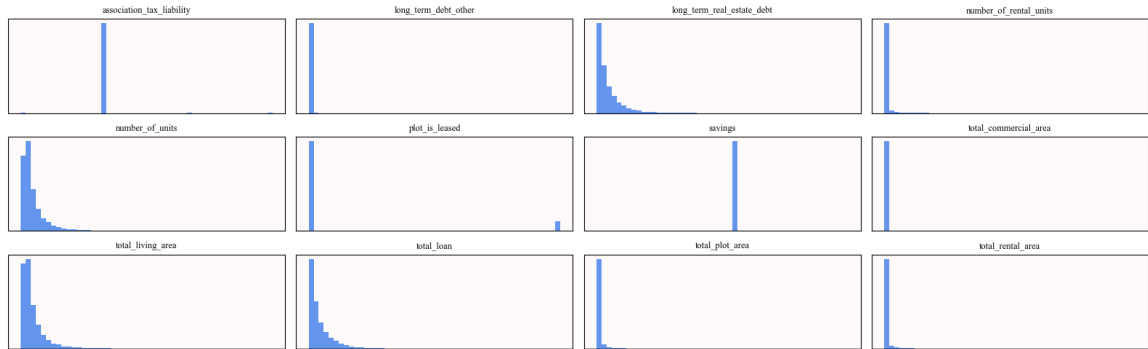 association_tax_liability
long_term_debt_other
long_term_real_estate_debt
number_of_rental_units
number_of_units
plot_is_leased
savings
total_commercial_area
total_living_area
total_loan
total_plot_area
total_rental_area